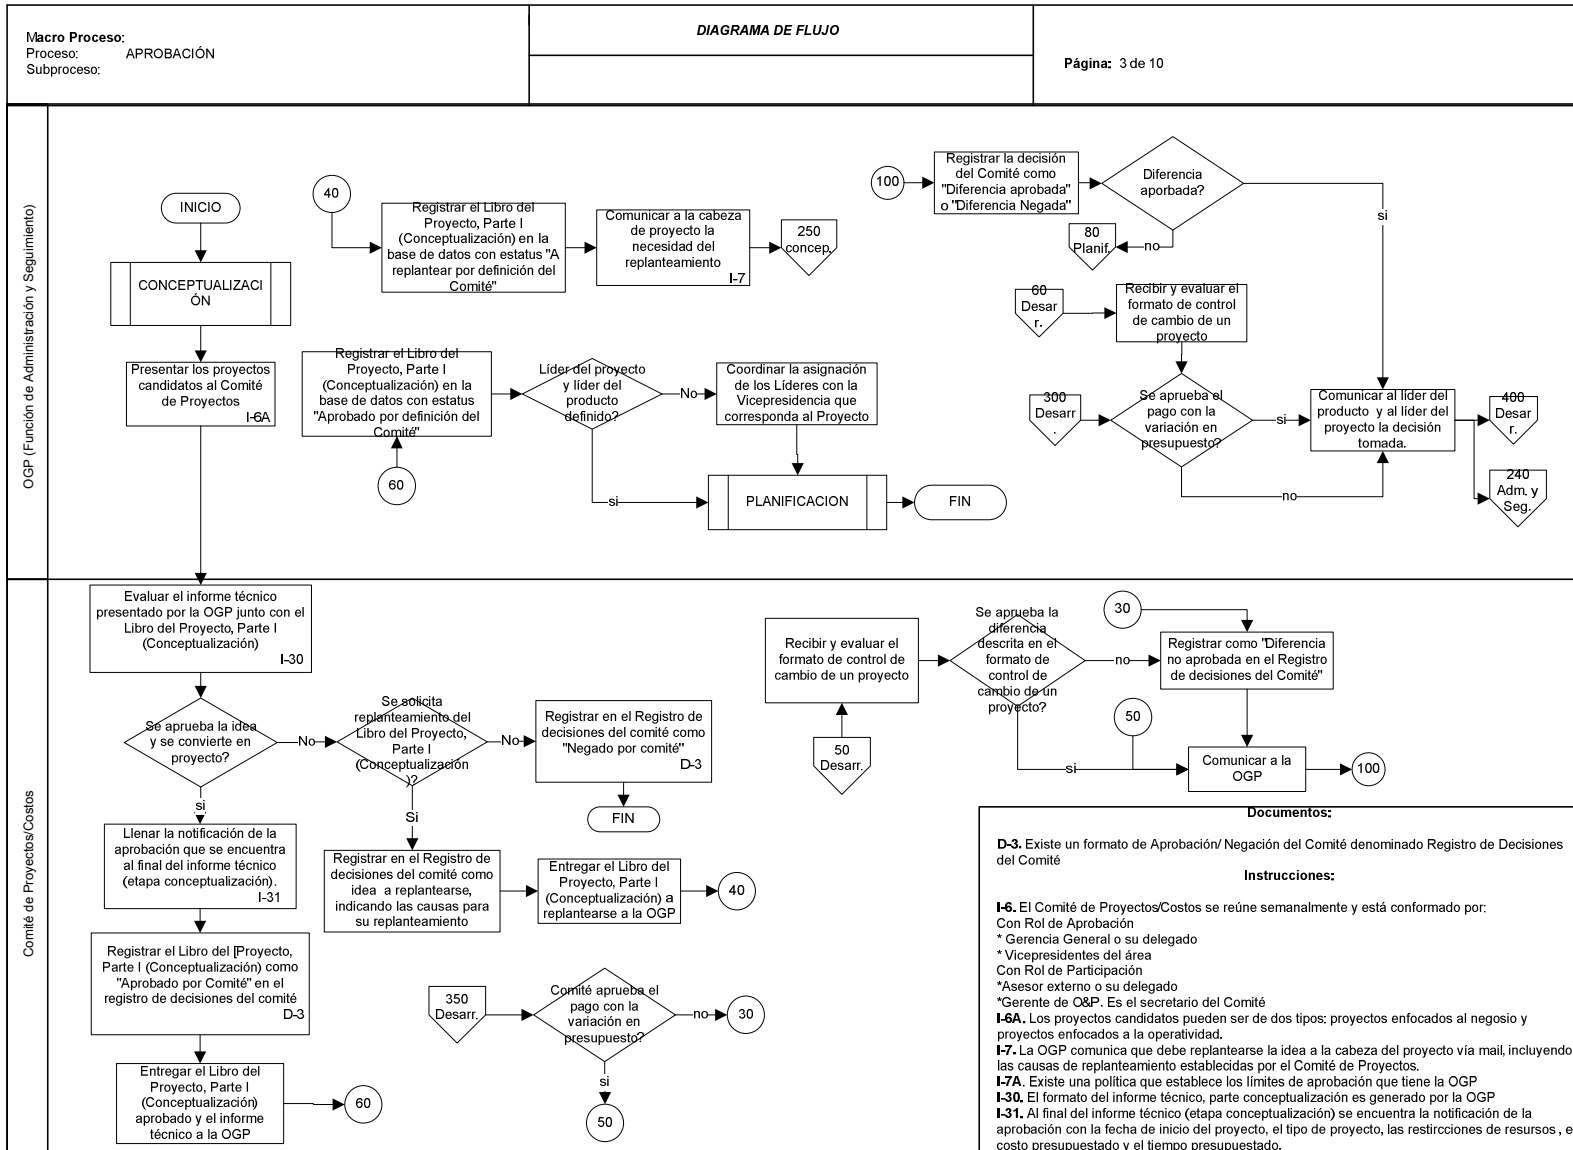 Macro Proceso:
Proceso: APROBACIÓN
Subproceso:
DIAGRAMA DE FLUJO
Página: 3 de 10
OGP (Función de Administración y Seguimiento)
INICIO
CONCEPTUALIZACI
ÓN
Presentar los proyectos
candidatos al Comité
de Proyectos
I-6A
40
Registrar el Libro del
Proyecto, Parte I
(Conceptualización) en la
base de datos con estatus "A
replantear por definición del
Comité"
Comunicar a la cabeza
de proyecto la
necesidad del
replanteamiento
I-7
250
concep.
Registrar el Libro del
Proyecto, Parte I
(Conceptualización) en la
base de datos con estatus
"Aprobado por definición del
Comité"
60
Líder del proyecto
y líder del
producto
definido?
No
si
Coordinar la asignación
de los Líderes con la
Vicepresidencia que
corresponda al Proyecto
PLANIFICACION
FIN
100
Registrar la decisión
del Comité como
"Diferencia aprobada"
o "Diferencia Negada"
Diferencia
aporbada?
si
no
80
Planif.
60
Desar
r.
Recibir y evaluar el
formato de control
de cambio de un
proyecto
300
Desarr
.
Se aprueba el
pago con la
variación en
presupuesto?
si
no
Comunicar al líder del
producto y al líder del
proyecto la decisión
tomada.
400
Desar
r.
240
Adm. y
Seg.
Comité de Proyectos/Costos
Evaluar el informe técnico
presentado por la OGP junto con el
Libro del Proyecto, Parte I
(Conceptualización)
I-30
Se aprueba la idea
y se convierte en
proyecto?
No
si
Se solicita
replanteamiento del
Libro del Proyecto,
Parte I
(Conceptualización
)?
No
Si
Registrar en el Registro de
decisiones del comité como
"Negado por comité"
D-3
FIN
Llenar la notificación de la
aprobación que se encuentra
al final del informe técnico
(etapa conceptualización).
I-31
Registrar en el Registro de
decisiones del comité como
idea a replantearse,
indicando las causas para
su replanteamiento
Entregar el Libro del
Proyecto, Parte I
(Conceptualización) a
replantearse a la OGP
40
Registrar el Libro del [Proyecto,
Parte I (Conceptualización) como
"Aprobado por Comité" en el
registro de decisiones del comité
D-3
Entregar el Libro del
Proyecto, Parte I
(Conceptualización)
aprobado y el informe
técnico a la OGP
60
350
Desarr.
Comité aprueba el
pago con la
variación en
presupuesto?
no
30
si
50
Recibir y evaluar el
formato de control de
cambio de un proyecto
50
Desarr.
Se aprueba la
diferencia
descrita en el
formato de
control de
cambio de un
proyecto?
no
si
30
Registrar como "Diferencia
no aprobada en el Registro
de decisiones del Comité"
50
Comunicar a la
OGP
100
Documentos:
D-3. Existe un formato de Aprobación/ Negación del Comité denominado Registro de Decisiones
del Comité
Instrucciones:
I-6. El Comité de Proyectos/Costos se reúne semanalmente y está conformado por:
Con Rol de Aprobación
* Gerencia General o su delegado
* Vicepresidentes del área
Con Rol de Participación
*Asesor externo o su delegado
*Gerente de O&P. Es el secretario del Comité
I-6A. Los proyectos candidatos pueden ser de dos tipos: proyectos enfocados al negosio y
proyectos enfocados a la operatividad.
I-7. La OGP comunica que debe replantearse la idea a la cabeza del proyecto vía mail, incluyendo
las causas de replanteamiento establecidas por el Comité de Proyectos.
I-7A. Existe una política que establece los límites de aprobación que tiene la OGP
I-30. El formato del informe técnico, parte conceptualización es generado por la OGP
I-31. Al final del informe técnico (etapa conceptualización) se encuentra la notificación de la
aprobación con la fecha de inicio del proyecto, el tipo de proyecto, las restircciones de resursos , e
costo presupuestado y el tiempo presupuestado.